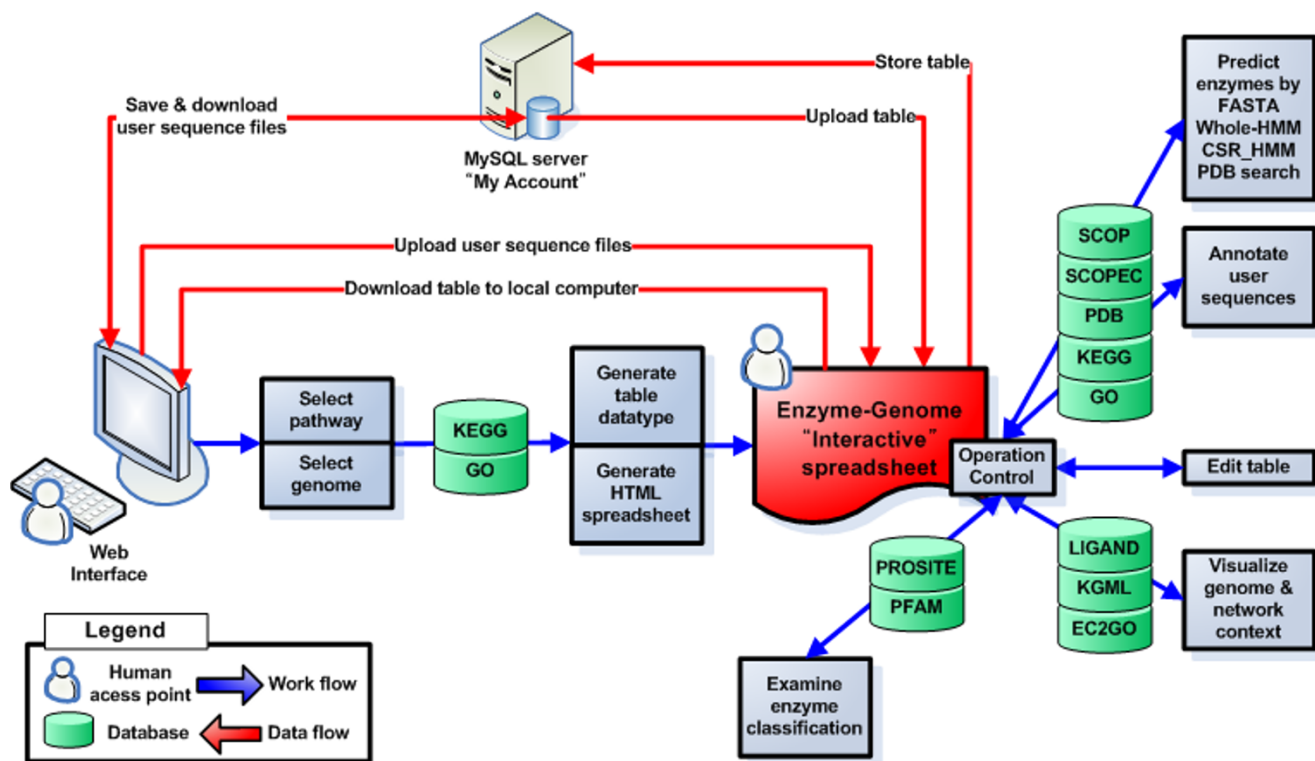 Store table
Save & download
user sequence files
Upload table
MySQL server
"My Account"
Predict
enzymes by
FASTA
Whole-HMM
CSR_HMM
PDB search
Upload user sequence files
Download table to local computer
SCOP
SCOPEC
PDB
KEGG
GO
Annotate
user
sequences
Select
pathway
Select
genome
KEGG
GO
Generate
table
datatype
Generate
HTML
spreadsheet
Enzyme-Genome
"Interactive"
spreadsheet
Operation
Control
Edit table
Web
Interface
PROSITE
PFAM
LIGAND
KGML
EC2GO
Visualize
genome &
network
context
Examine
enzyme
classification
Legend
Human
acess point
Work flow
Database
Data flow